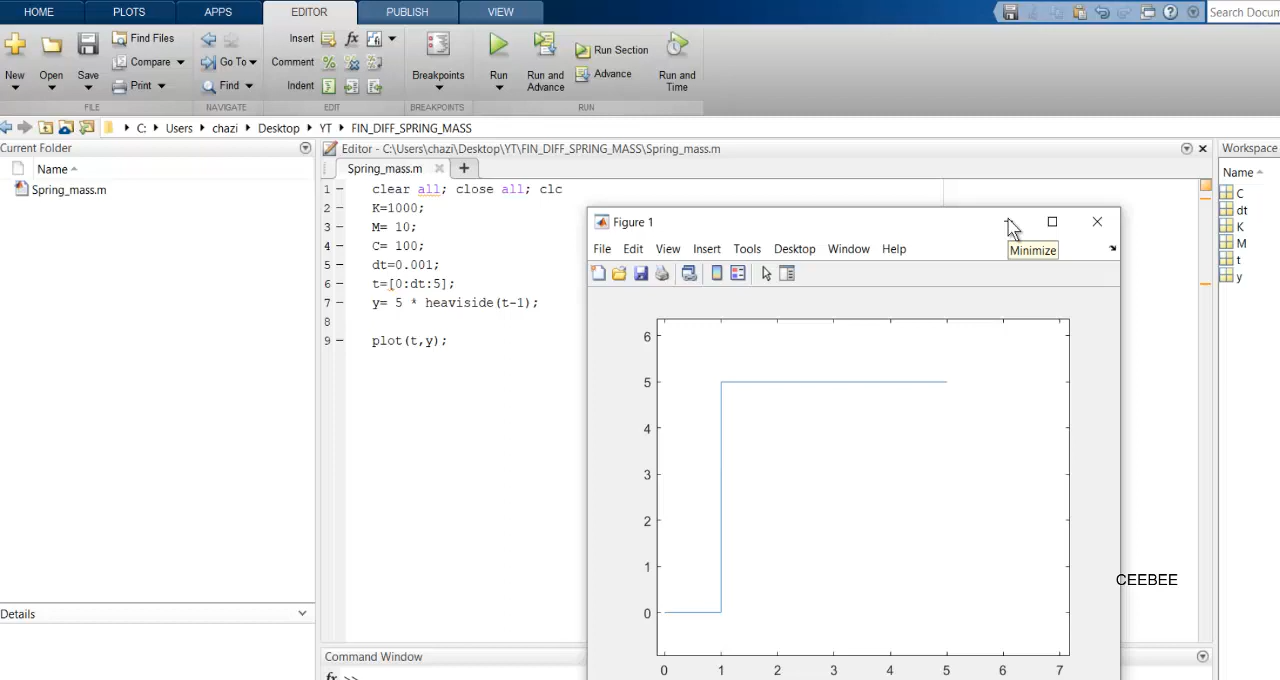 HOME PLOTS APPS EDITOR PUBLISH VIEW Search Docum
Find Files Insert fx Run Section
Compare Go To Comment
New Open Save Print Find Indent Breakpoints Run Run and Advance Advance Run and Time
FILE NAVIGATE EDIT BREAKPOINTS RUN
C: Users chazi Desktop YT FIN_DIFF_SPRING_MASS
Current Folder
Name
Spring_mass.m
Details
Editor - C:\Users\chazi\Desktop\YT\FIN_DIFF_SPRING_MASS\Spring_mass.m
Spring_mass.m
1 clear all; close all; clc
2 K=1000;
3 M= 10;
4 C= 100;
5 dt=0.001;
6 t=[0:dt:5];
7 y= 5 * heaviside(t-1);
8
9 plot(t,y);
Command Window
fx >>
Figure 1
Minimize
File Edit View Insert Tools Desktop Window Help
6
5
4
3
2
1
0
0 1 2 3 4 5 6 7
CEEBEE
Workspace
Name
C
dt
K
M
t
y